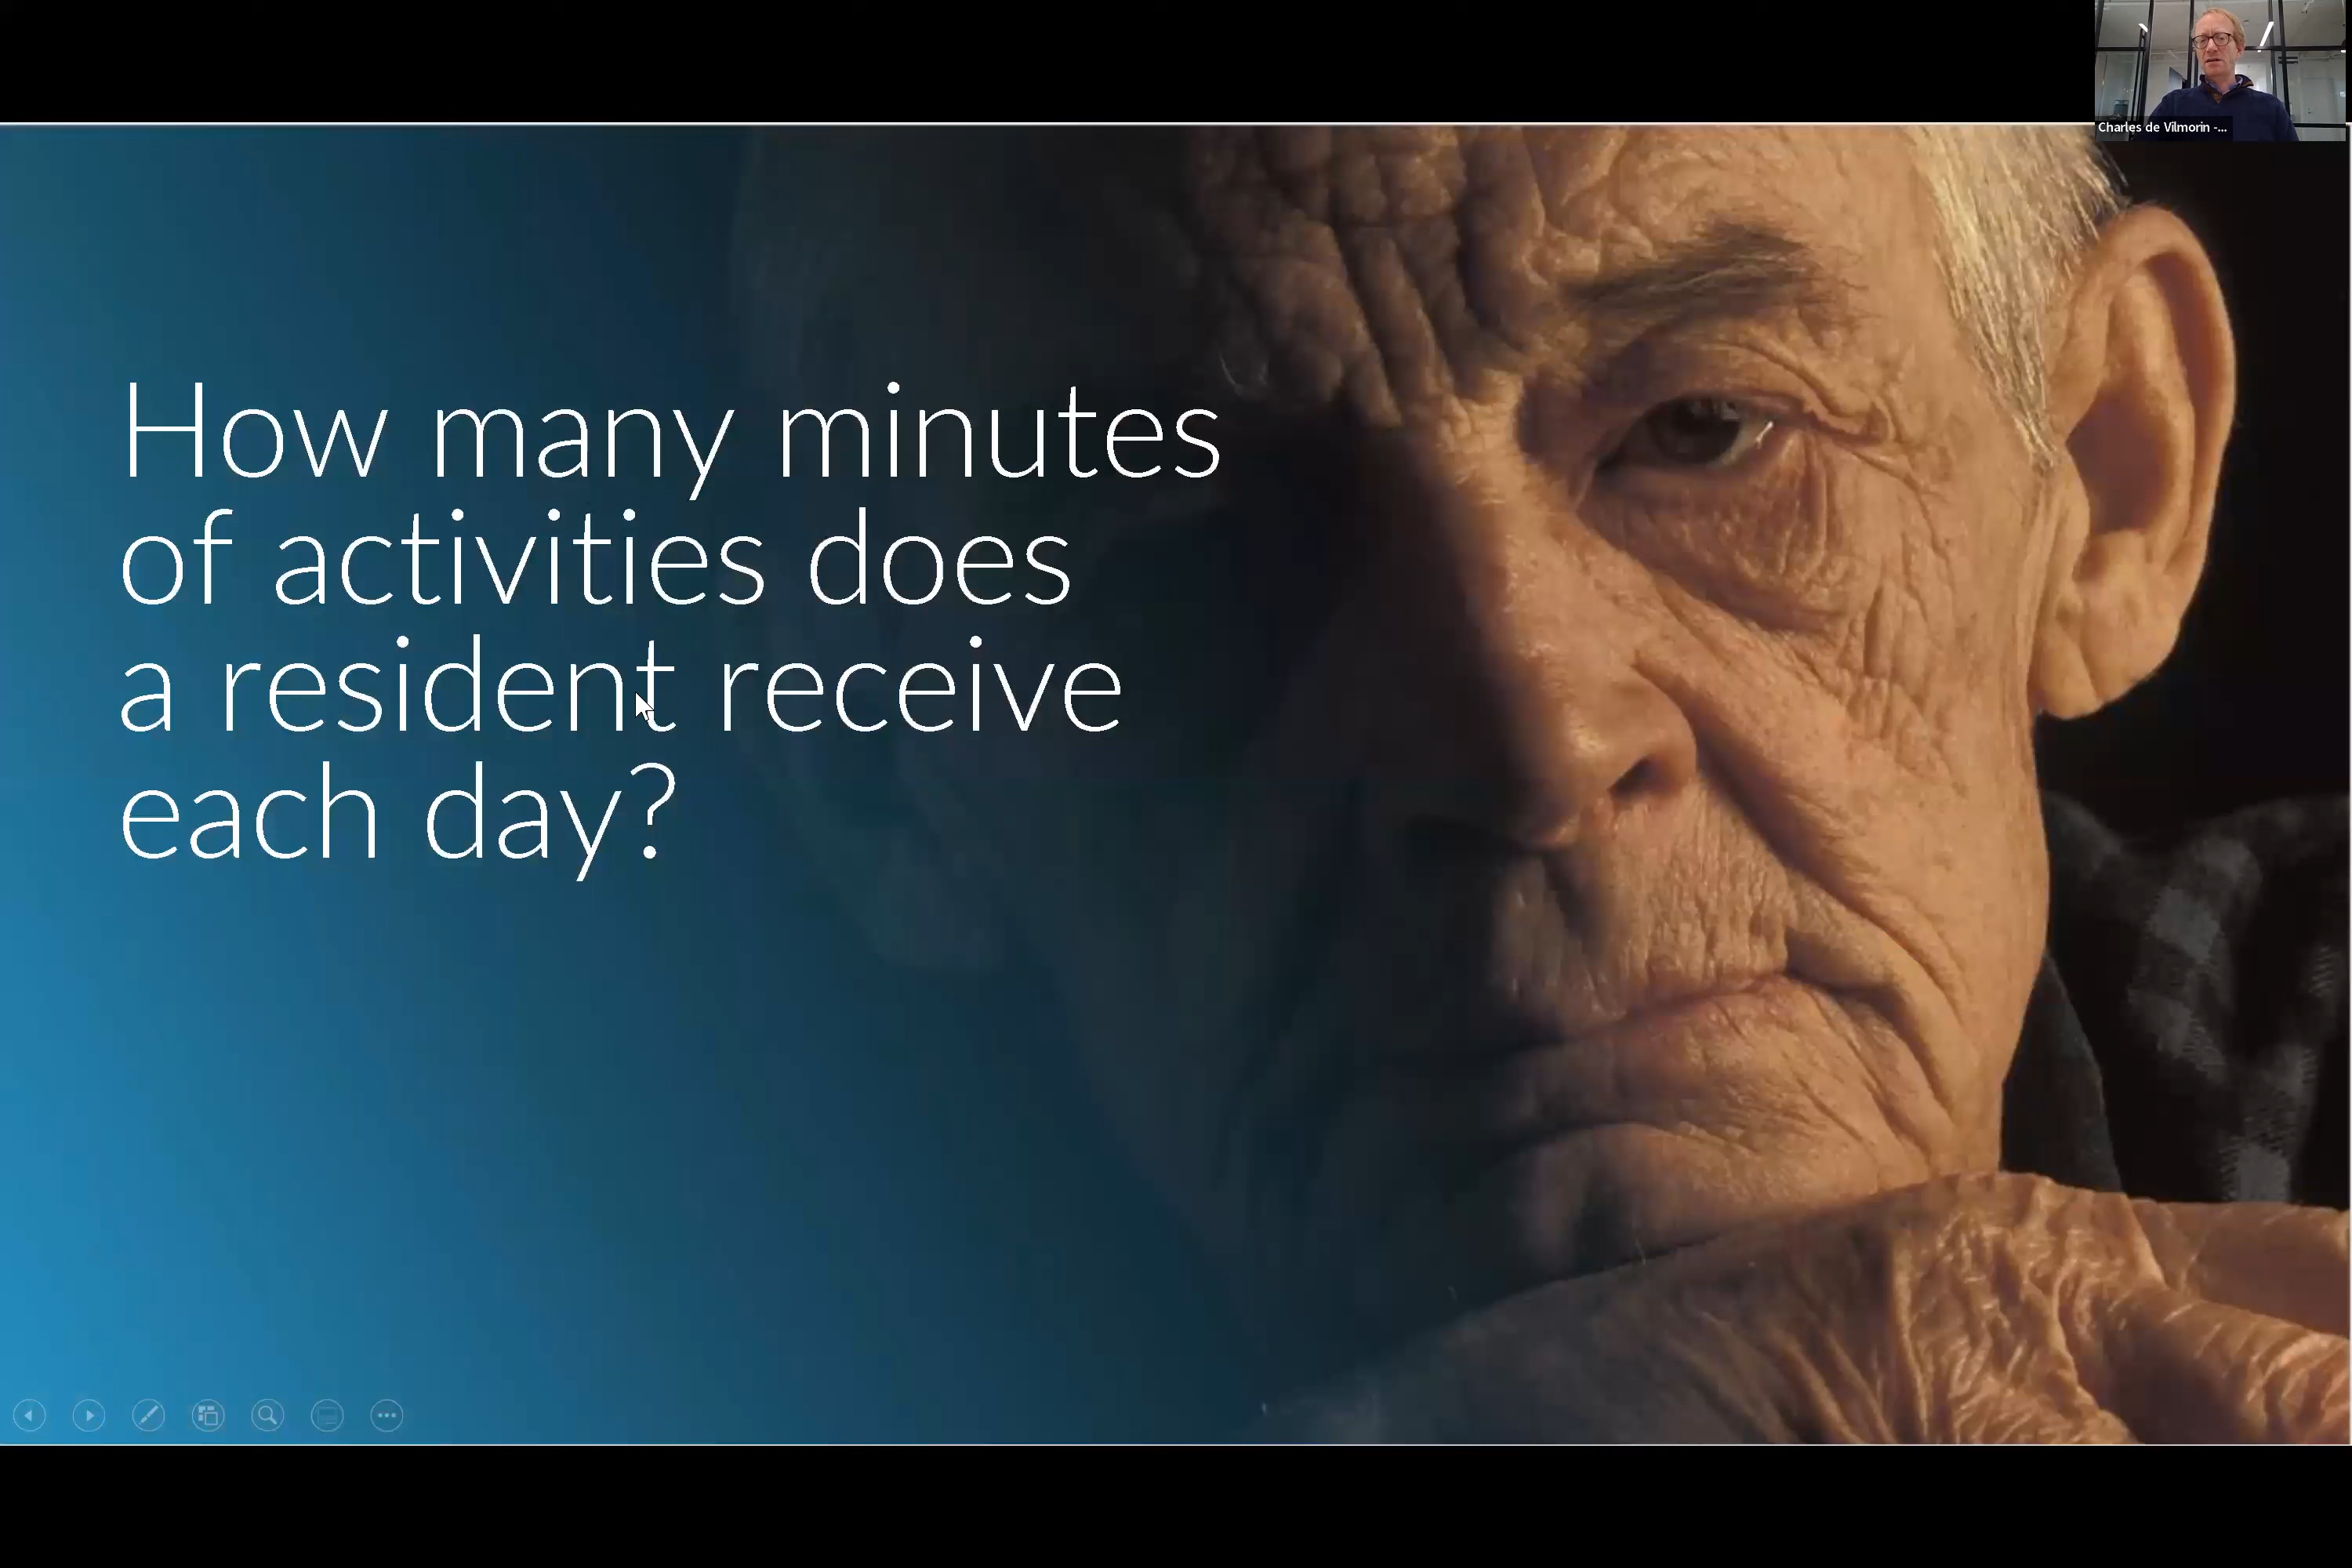 Charles de Vilmorin -...
How many minutes
of activities does
a resident receive
each day?